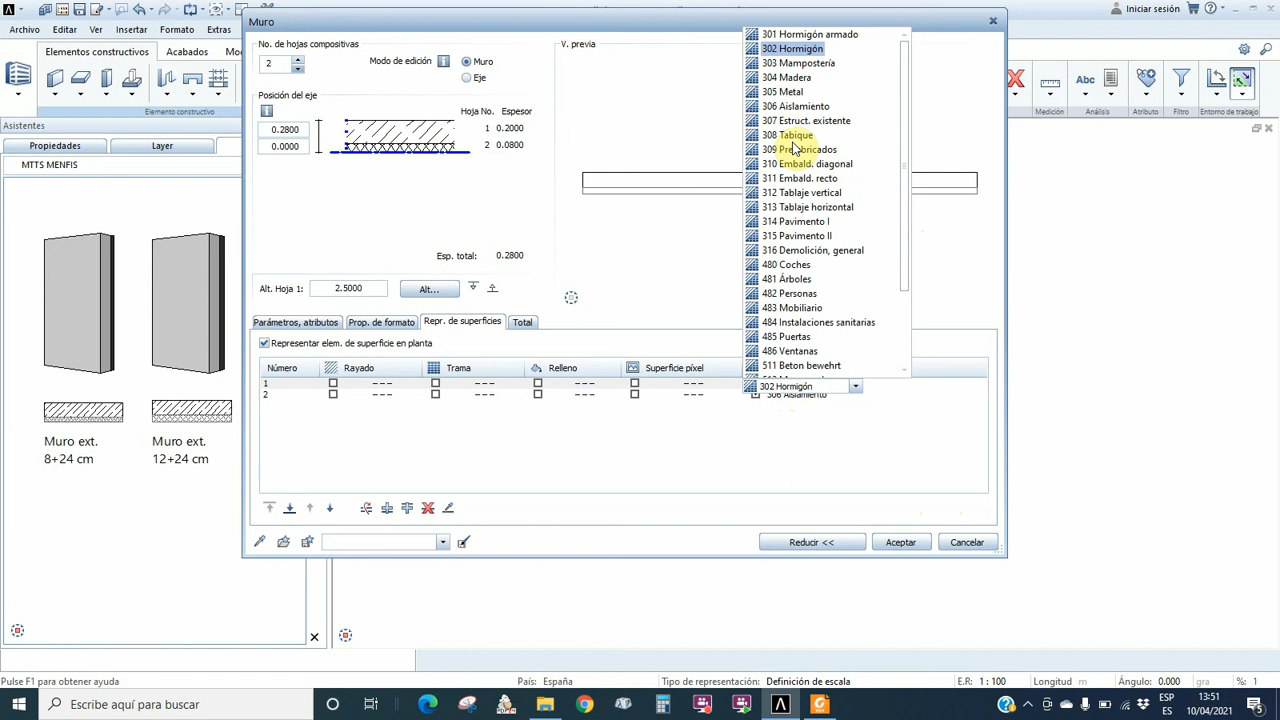 Iniciar sesión
Archivo Editar Ver Insertar Formato Extras
Elementos constructivos Acabados
Elemento constructivo
Asistentes
Propiedades Layer
MTTS MENFIS
Muro ext.
8+24 cm
Muro ext.
12+24 cm
Muro
No. de hojas compositivas
2
Modo de edición
Muro
Eje
Posición del eje
Hoja No. Espesor
0.2800
0.0000
1 0.2000
2 0.0800
Esp. total: 0.2800
Alt. Hoja 1: 2.5000 Alt...
V. previa
Parámetros, atributos Prop. de formato Repr. de superficies Total
Representar elem. de superficie en planta
Número Rayado Trama Relleno Superficie píxel
1 --- --- --- --- 302 Hormigón
2 --- --- --- --- 306 Aislamiento
301 Hormigón armado
302 Hormigón
303 Mampostería
304 Madera
305 Metal
306 Aislamiento
307 Estruct. existente
308 Tabique
309 Prefabricados
310 Embald. diagonal
311 Embald. recto
312 Tablaje vertical
313 Tablaje horizontal
314 Pavimento I
315 Pavimento II
316 Demolición, general
480 Coches
481 Árboles
482 Personas
483 Mobiliario
484 Instalaciones sanitarias
485 Puertas
486 Ventanas
511 Beton bewehrt
Reducir << Aceptar Cancelar
Abc
Medición Análisis Atributo Filtro Entorno de trabajo
Pulse F1 para obtener ayuda
País: España
Tipo de representación: Definición de escala
E.R: 1 : 100
Longitud m
Ángulo: 0.000 gra
% 1
Escribe aquí para buscar
ESP
ES
13:51
10/04/2021